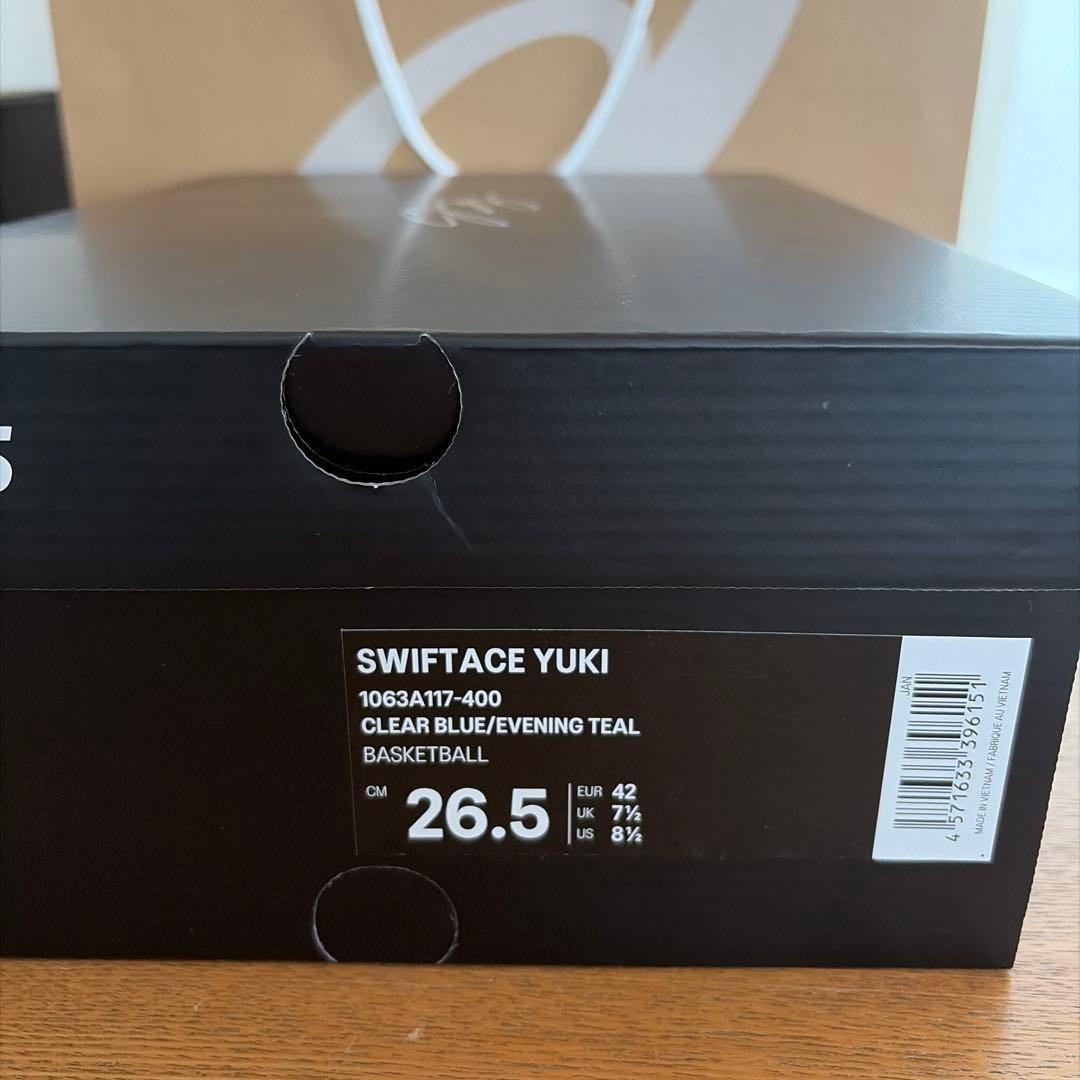 5
SWIFTACE YUKI
1063A117-400
CLEAR BLUE/EVENING TEAL
BASKETBALL
CM 26.5
EUR 42
UK 7½
US 8½
JAN
4 571633 396151
MADE IN VIETNAM / FABRIQUE AU VIETNAM